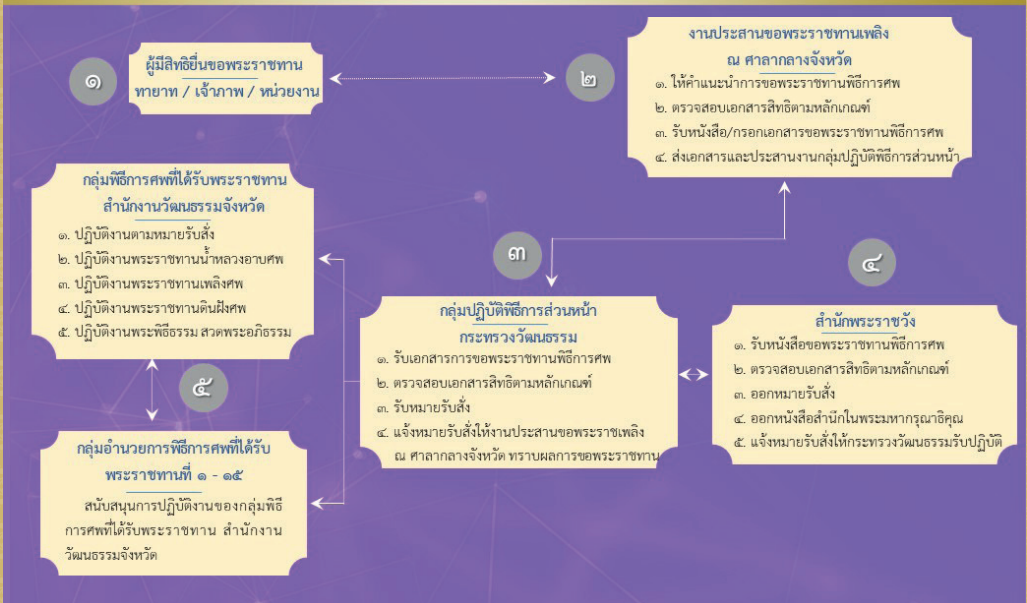 ๑
ผู้มีสิทธิยื่นขอพระราชทาน
ทายาท / เจ้าภาพ / หน่วยงาน
๒
งานประสานขอพระราชทานเพลิง
ณ ศาลากลางจังหวัด
๑. ให้คำแนะนำการขอพระราชทานพิธีการศพ
๒. ตรวจสอบเอกสารสิทธิตามหลักเกณฑ์
๓. รับหนังสือ/กรอกเอกสารขอพระราชทานพิธีการศพ
๔. ส่งเอกสารและประสานงานกลุ่มปฏิบัติพิธีการส่วนหน้า
๓
กลุ่มปฏิบัติพิธีการส่วนหน้า
กระทรวงวัฒนธรรม
๑. รับเอกสารการขอพระราชทานพิธีการศพ
๒. ตรวจสอบเอกสารสิทธิตามหลักเกณฑ์
๓. รับหมายรับสั่ง
๔. แจ้งหมายรับสั่งให้งานประสานขอพระราชเพลิง
ณ ศาลากลางจังหวัด ทราบผลการขอพระราชทาน
๔
สำนักพระราชวัง
๑. รับหนังสือขอพระราชทานพิธีการศพ
๒. ตรวจสอบเอกสารสิทธิตามหลักเกณฑ์
๓. ออกหมายรับสั่ง
๔. ออกหนังสือสำนึกในพระมหากรุณาธิคุณ
๕. แจ้งหมายรับสั่งให้กระทรวงวัฒนธรรมรับปฏิบัติ
กลุ่มพิธีการศพที่ได้รับพระราชทาน
สำนักงานวัฒนธรรมจังหวัด
๑. ปฏิบัติงานตามหมายรับสั่ง
๒. ปฏิบัติงานพระราชทานน้ำหลวงอาบศพ
๓. ปฏิบัติงานพระราชทานเพลิงศพ
๔. ปฏิบัติงานพระราชทานดินฝังศพ
๕. ปฏิบัติงานพระพิธีธรรม สวดพระอภิธรรม
๕
กลุ่มอำนวยการพิธีการศพที่ได้รับ
พระราชทานที่ ๑ - ๑๕
สนับสนุนการปฏิบัติงานของกลุ่มพิธี
การศพที่ได้รับพระราชทาน สำนักงาน
วัฒนธรรมจังหวัด